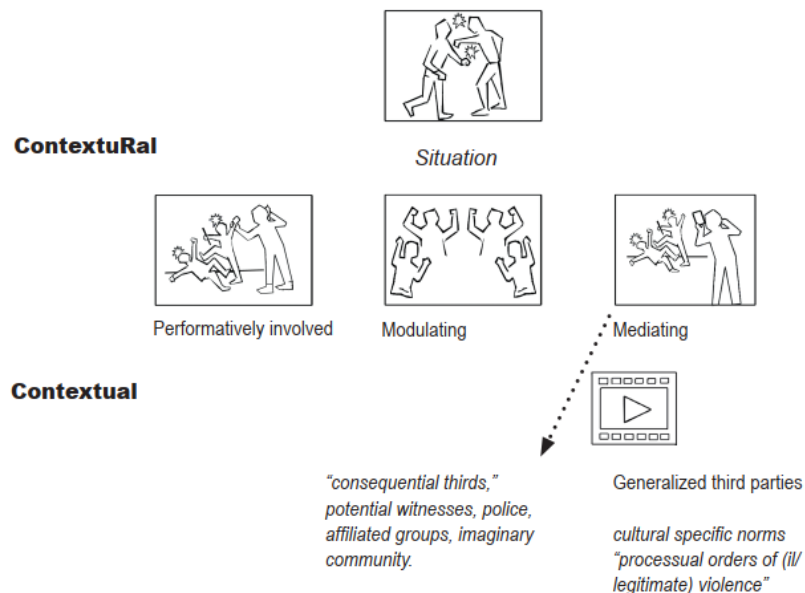 ContextuRal
Situation
Performatively involved
Modulating
Mediating
Contextual
“consequential thirds,”
potential witnesses, police,
affiliated groups, imaginary
community.
Generalized third parties
cultural specific norms
“processual orders of (il/
legitimate) violence”